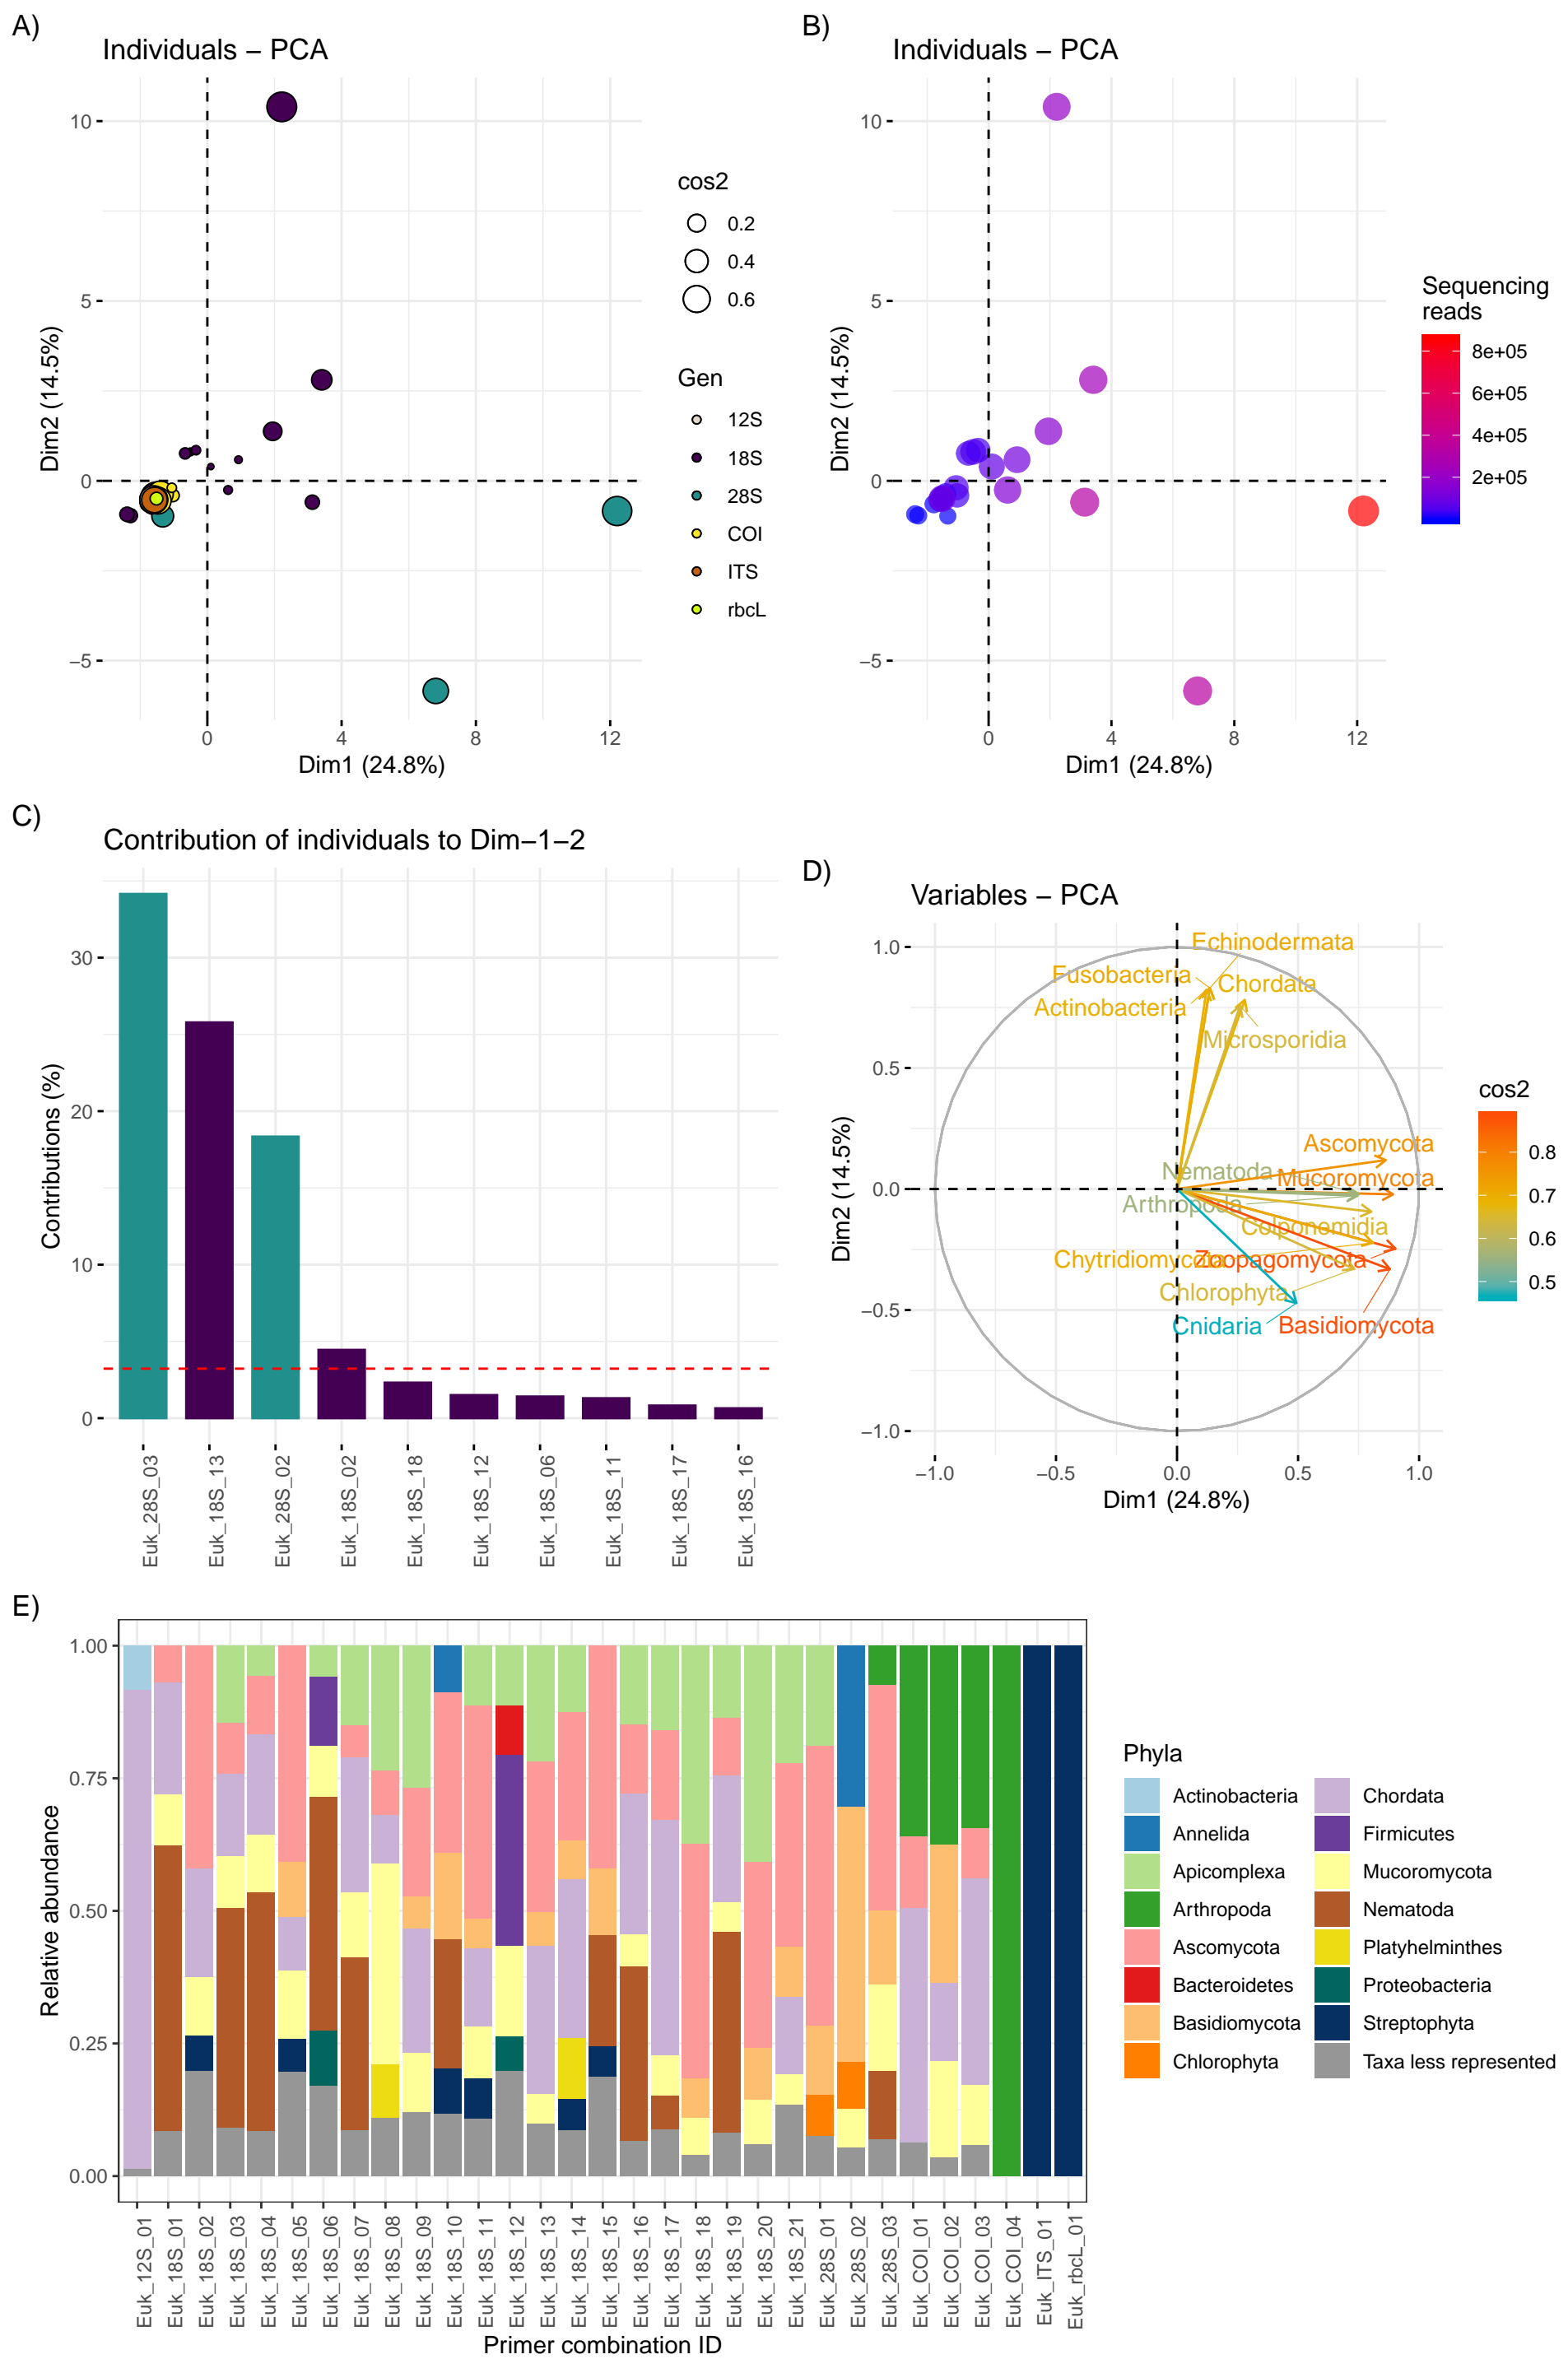 A)
Individuals – PCA
Dim2 (14.5%)
10
5
0
−5
0
4
8
12
Dim1 (24.8%)
cos2
0.2
0.4
0.6
Gen
12S
18S
28S
COI
ITS
rbcL
B)
Individuals – PCA
Dim2 (14.5%)
10
5
0
−5
0
4
8
12
Dim1 (24.8%)
Sequencing
reads
8e+05
6e+05
4e+05
2e+05
C)
Contribution of individuals to Dim−1−2
Contributions (%)
30
20
10
0
Euk_28S_03
Euk_18S_13
Euk_28S_02
Euk_18S_02
Euk_18S_18
Euk_18S_12
Euk_18S_06
Euk_18S_11
Euk_18S_17
Euk_18S_16
D)
Variables – PCA
Dim2 (14.5%)
1.0
0.5
0.0
−0.5
−1.0
Echinodermata
Fusobacteria
Chordata
Actinobacteria
Microsporidia
Ascomycota
Nematoda
Mucoromycota
Arthropoda
Colponemidia
Chytridiomycota
Zoopagomycota
Chlorophyta
Cnidaria
Basidiomycota
−1.0
−0.5
0.0
0.5
1.0
Dim1 (24.8%)
cos2
0.8
0.7
0.6
0.5
E)
Relative abundance
1.00
0.75
0.50
0.25
0.00
Euk_12S_01
Euk_18S_01
Euk_18S_02
Euk_18S_03
Euk_18S_04
Euk_18S_05
Euk_18S_06
Euk_18S_07
Euk_18S_08
Euk_18S_09
Euk_18S_10
Euk_18S_11
Euk_18S_12
Euk_18S_13
Euk_18S_14
Euk_18S_15
Euk_18S_16
Euk_18S_17
Euk_18S_18
Euk_18S_19
Euk_18S_20
Euk_18S_21
Euk_28S_01
Euk_28S_02
Euk_28S_03
Euk_COI_01
Euk_COI_02
Euk_COI_03
Euk_COI_04
Euk_ITS_01
Euk_rbcL_01
Primer combination ID
Phyla
Actinobacteria
Annelida
Apicomplexa
Arthropoda
Ascomycota
Bacteroidetes
Basidiomycota
Chlorophyta
Chordata
Firmicutes
Mucoromycota
Nematoda
Platyhelminthes
Proteobacteria
Streptophyta
Taxa less represented